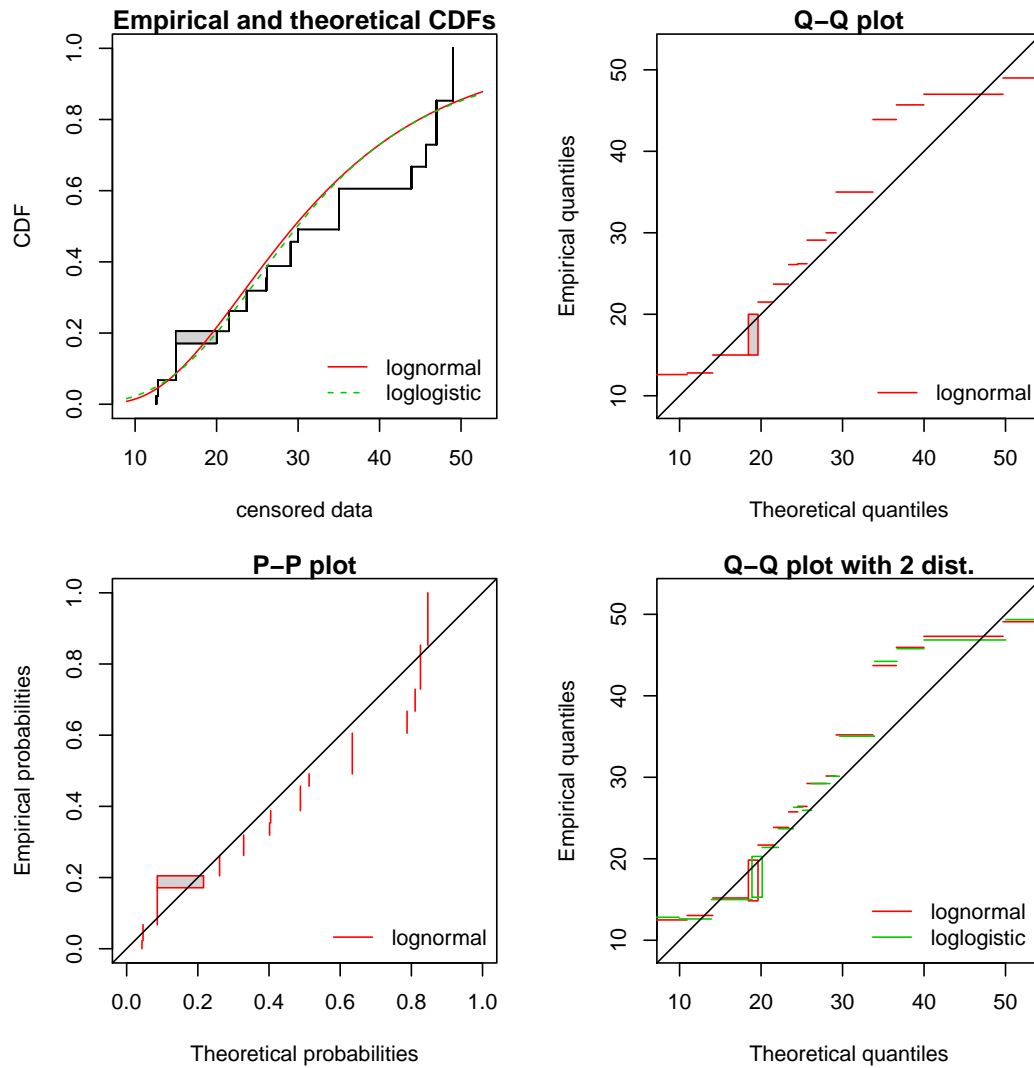 Empirical and theoretical CDFs
CDF
0.0 0.2 0.4 0.6 0.8 1.0
10 20 30 40 50
censored data
lognormal
loglogistic
Q−Q plot
Empirical quantiles
10 20 30 40 50
10 20 30 40 50
Theoretical quantiles
lognormal
P−P plot
Empirical probabilities
0.0 0.2 0.4 0.6 0.8 1.0
0.0 0.2 0.4 0.6 0.8 1.0
Theoretical probabilities
lognormal
Q−Q plot with 2 dist.
Empirical quantiles
10 20 30 40 50
10 20 30 40 50
Theoretical quantiles
lognormal
loglogistic